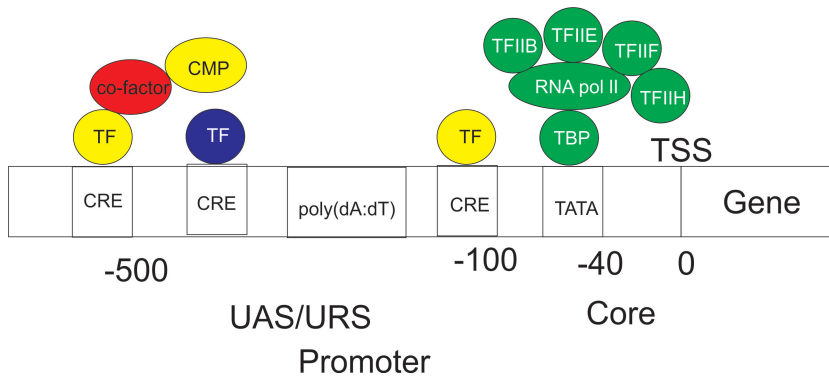 TFIIB
TFIIE
TFIIF
TFIIH
CMP
co-factor
RNA pol II
TF
TF
TF
TBP
TSS
CRE
CRE
poly(dA:dT)
CRE
TATA
Gene
-500
-100
-40
0
UAS/URS
Core
Promoter